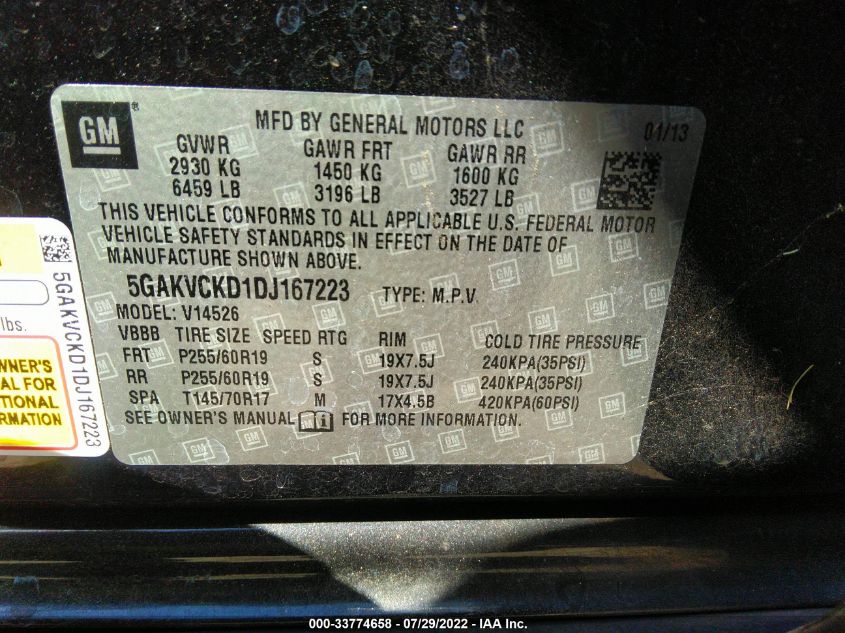 GM
®
MFD BY GENERAL MOTORS LLC 01/13
GVWR GAWR FRT GAWR RR
2930 KG 1450 KG 1600 KG
6459 LB 3196 LB 3527 LB
THIS VEHICLE CONFORMS TO ALL APPLICABLE U.S. FEDERAL MOTOR
VEHICLE SAFETY STANDARDS IN EFFECT ON THE DATE OF
MANUFACTURE SHOWN ABOVE.
5GAKVCKD1DJ167223 TYPE: M.P.V
MODEL: V14526
VBBB TIRE SIZE SPEED RTG RIM COLD TIRE PRESSURE
FRT P255/60R19 S 19X7.5J 240KPA(35PSI)
RR P255/60R19 S 19X7.5J 240KPA(35PSI)
SPA T145/70R17 M 17X4.5B 420KPA(60PSI)
SEE OWNER'S MANUAL FOR MORE INFORMATION.
5GAKVCKD1DJ167223
lbs.
OWNER'S
FOR
000-33774658 - 07/29/2022 - IAA Inc.